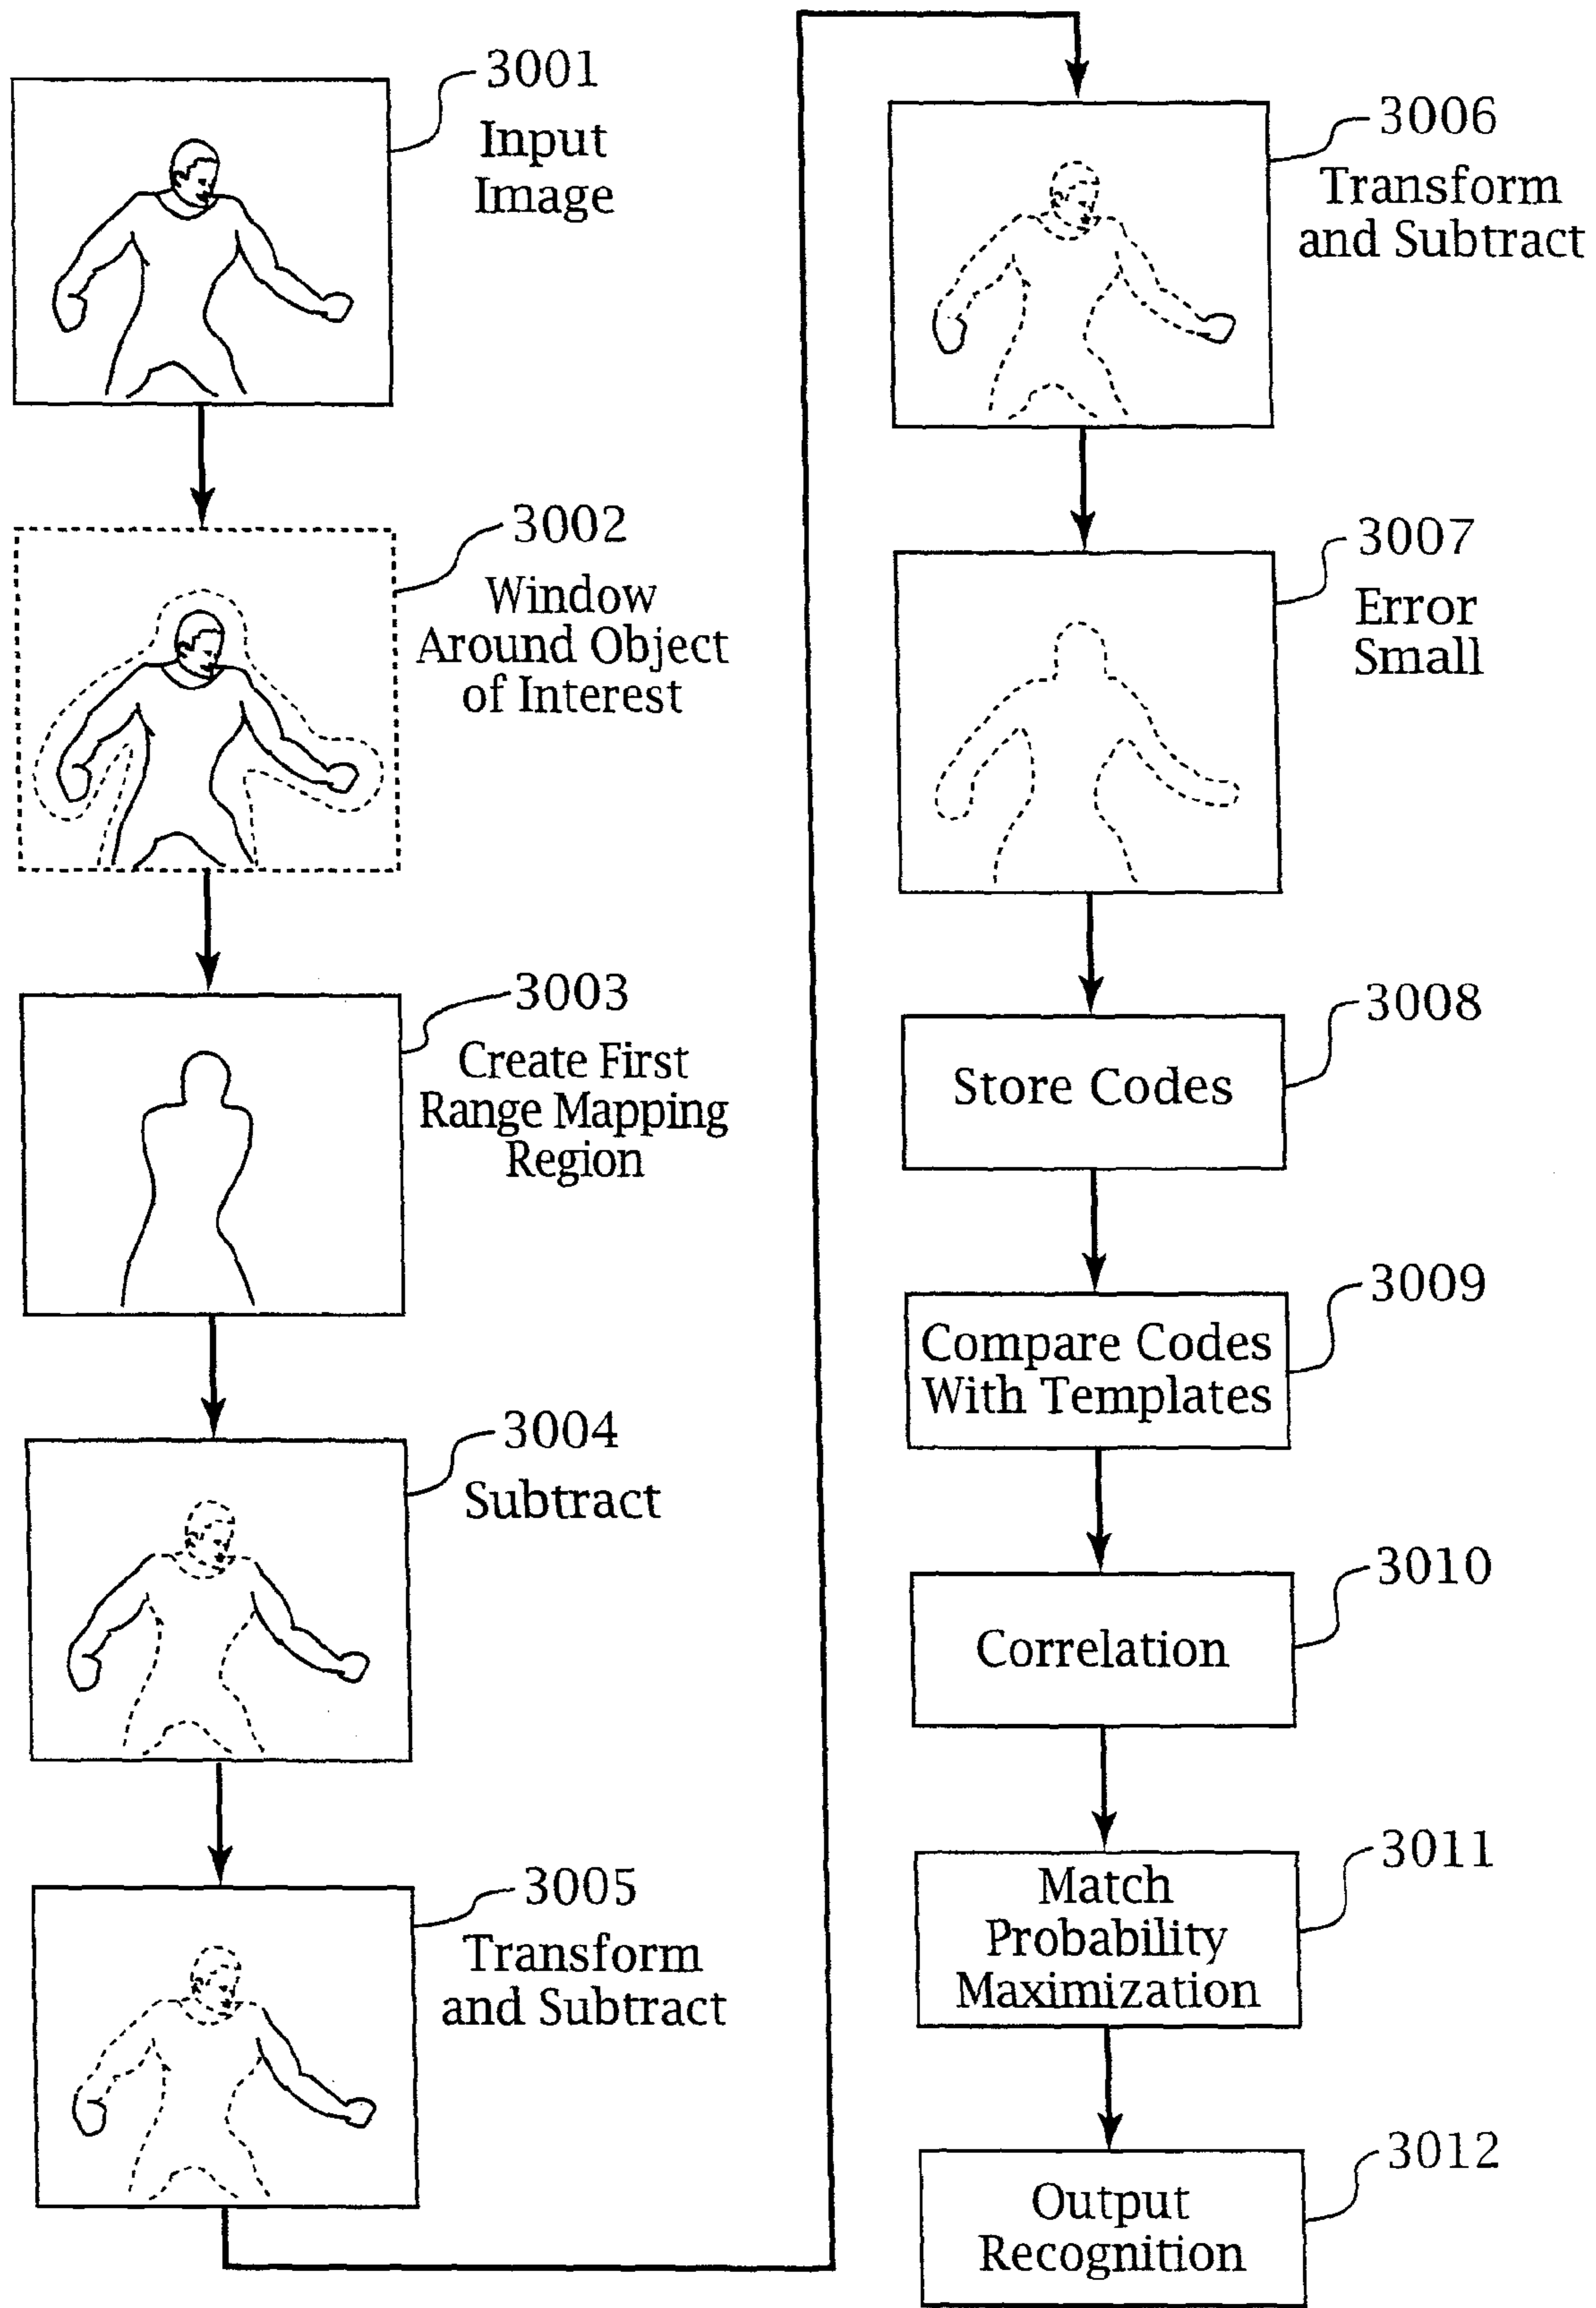 3001
Input
Image
3002
Window
Around Object
of Interest
3003
Create First
Range Mapping
Region
3004
Subtract
3005
Transform
and Subtract
3006
Transform
and Subtract
3007
Error
Small
3008
Store Codes
3009
Compare Codes
With Templates
3010
Correlation
3011
Match
Probability
Maximization
3012
Output
Recognition